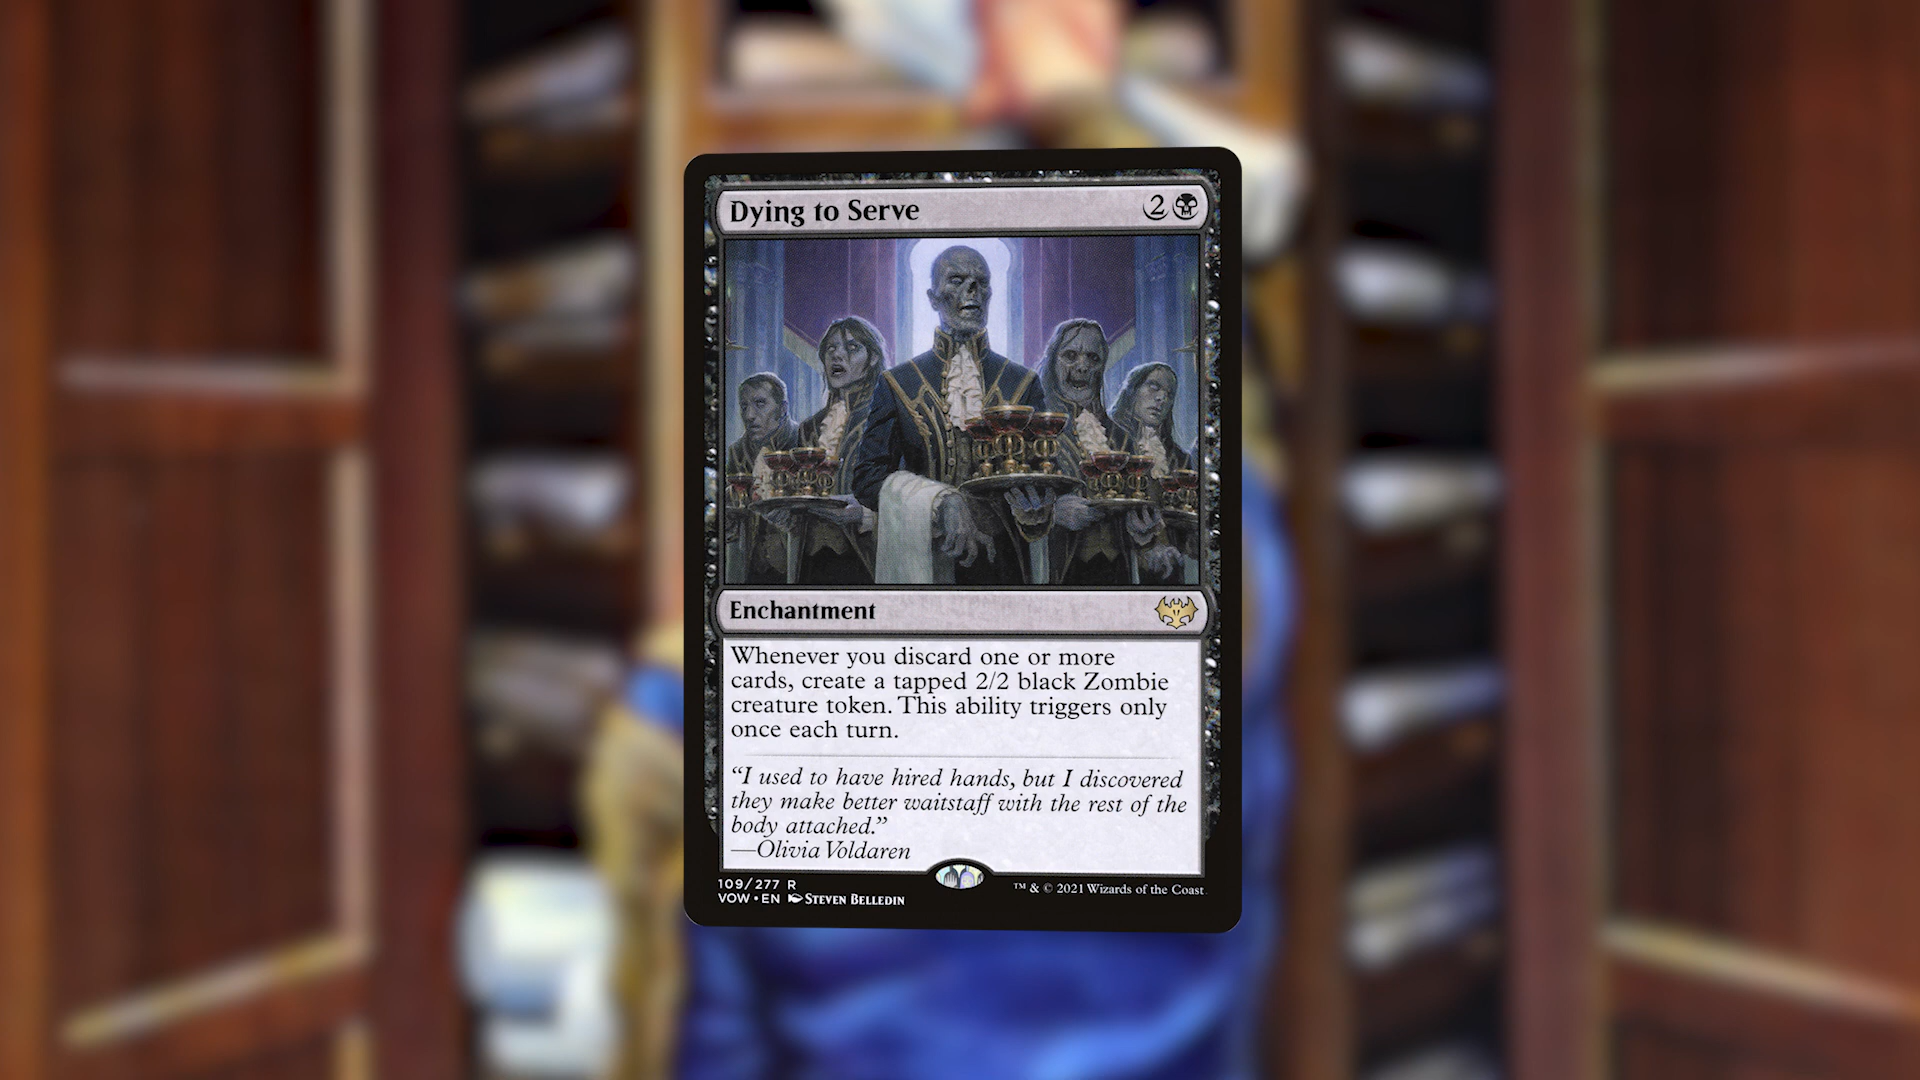 Dying to Serve 2
Enchantment
Whenever you discard one or more
cards, create a tapped 2/2 black Zombie
creature token. This ability triggers only
once each turn.
“I used to have hired hands, but I discovered
they make better waitstaff with the rest of the
body attached.”
—Olivia Voldaren
109/277 R
VOW • EN Steven Belledin
™ & © 2021 Wizards of the Coast